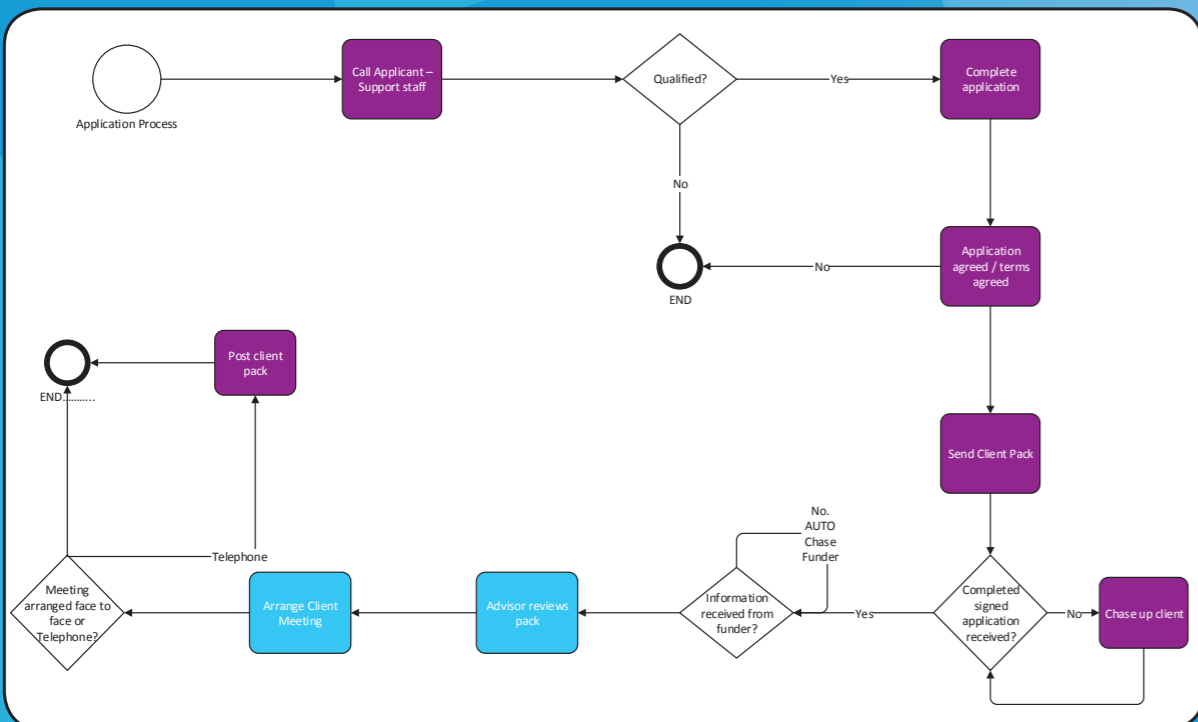 Application Process
Call Applicant –
Support staff
Qualified?
Yes
Complete
application
No
END
No
Application
agreed / terms
agreed
Post client
pack
END...........
Send Client Pack
No.
AUTO
Chase
Funder
Telephone
Meeting
arranged face to
face or
Telephone?
Arrange Client
Meeting
Advisor reviews
pack
Information
received from
funder?
Yes
Completed
signed
application
received?
No
Chase up client